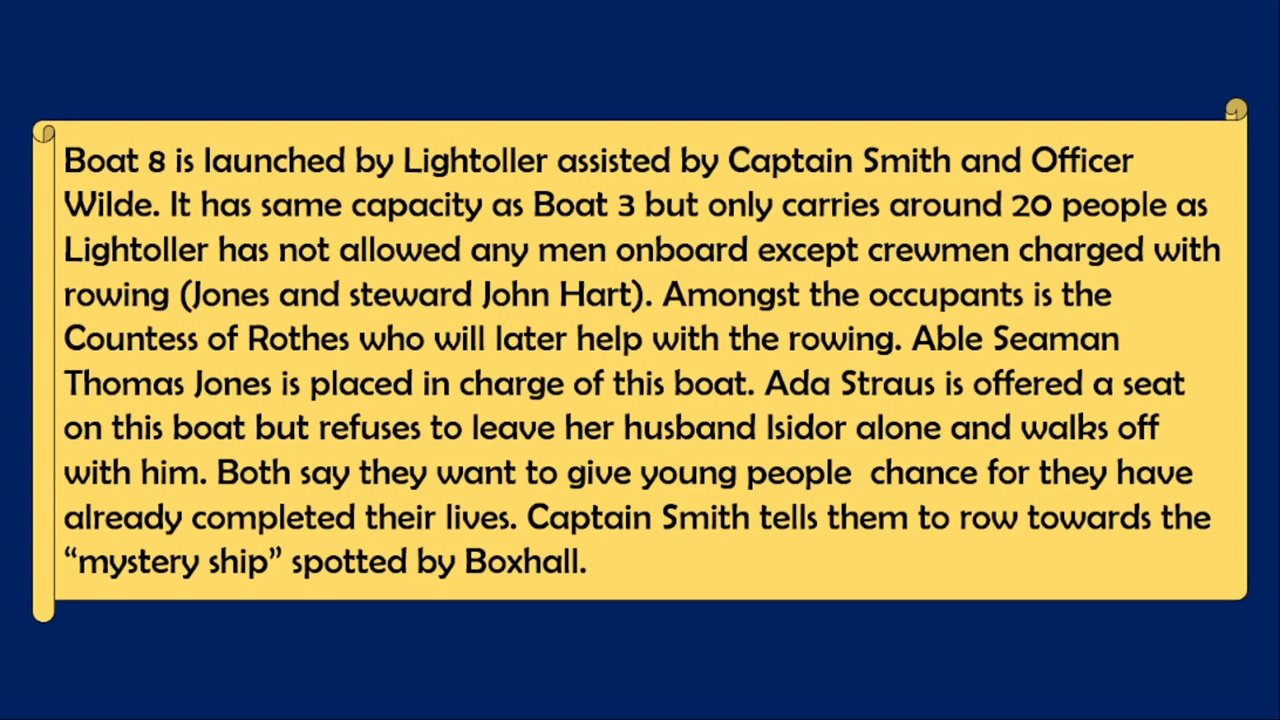 Boat 8 is launched by Lightoller assisted by Captain Smith and Officer
Wilde. It has same capacity as Boat 3 but only carries around 20 people as
Lightoller has not allowed any men onboard except crewmen charged with
rowing (Jones and steward John Hart). Amongst the occupants is the
Countess of Rothes who will later help with the rowing. Able Seaman
Thomas Jones is placed in charge of this boat. Ada Straus is offered a seat
on this boat but refuses to leave her husband Isidor alone and walks off
with him. Both say they want to give young people  chance for they have
already completed their lives. Captain Smith tells them to row towards the
“mystery ship” spotted by Boxhall.